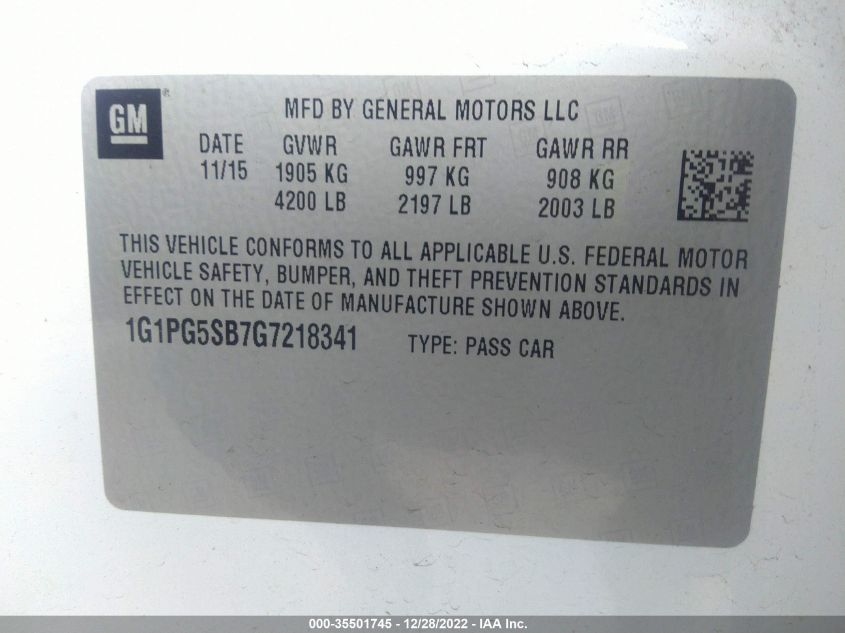 GM®
MFD BY GENERAL MOTORS LLC
DATE GVWR GAWR FRT GAWR RR
11/15 1905 KG 997 KG 908 KG
4200 LB 2197 LB 2003 LB
THIS VEHICLE CONFORMS TO ALL APPLICABLE U.S. FEDERAL MOTOR
VEHICLE SAFETY, BUMPER, AND THEFT PREVENTION STANDARDS IN
EFFECT ON THE DATE OF MANUFACTURE SHOWN ABOVE.
1G1PG5SB7G7218341 TYPE: PASS CAR
000-35501745 - 12/28/2022 - IAA Inc.